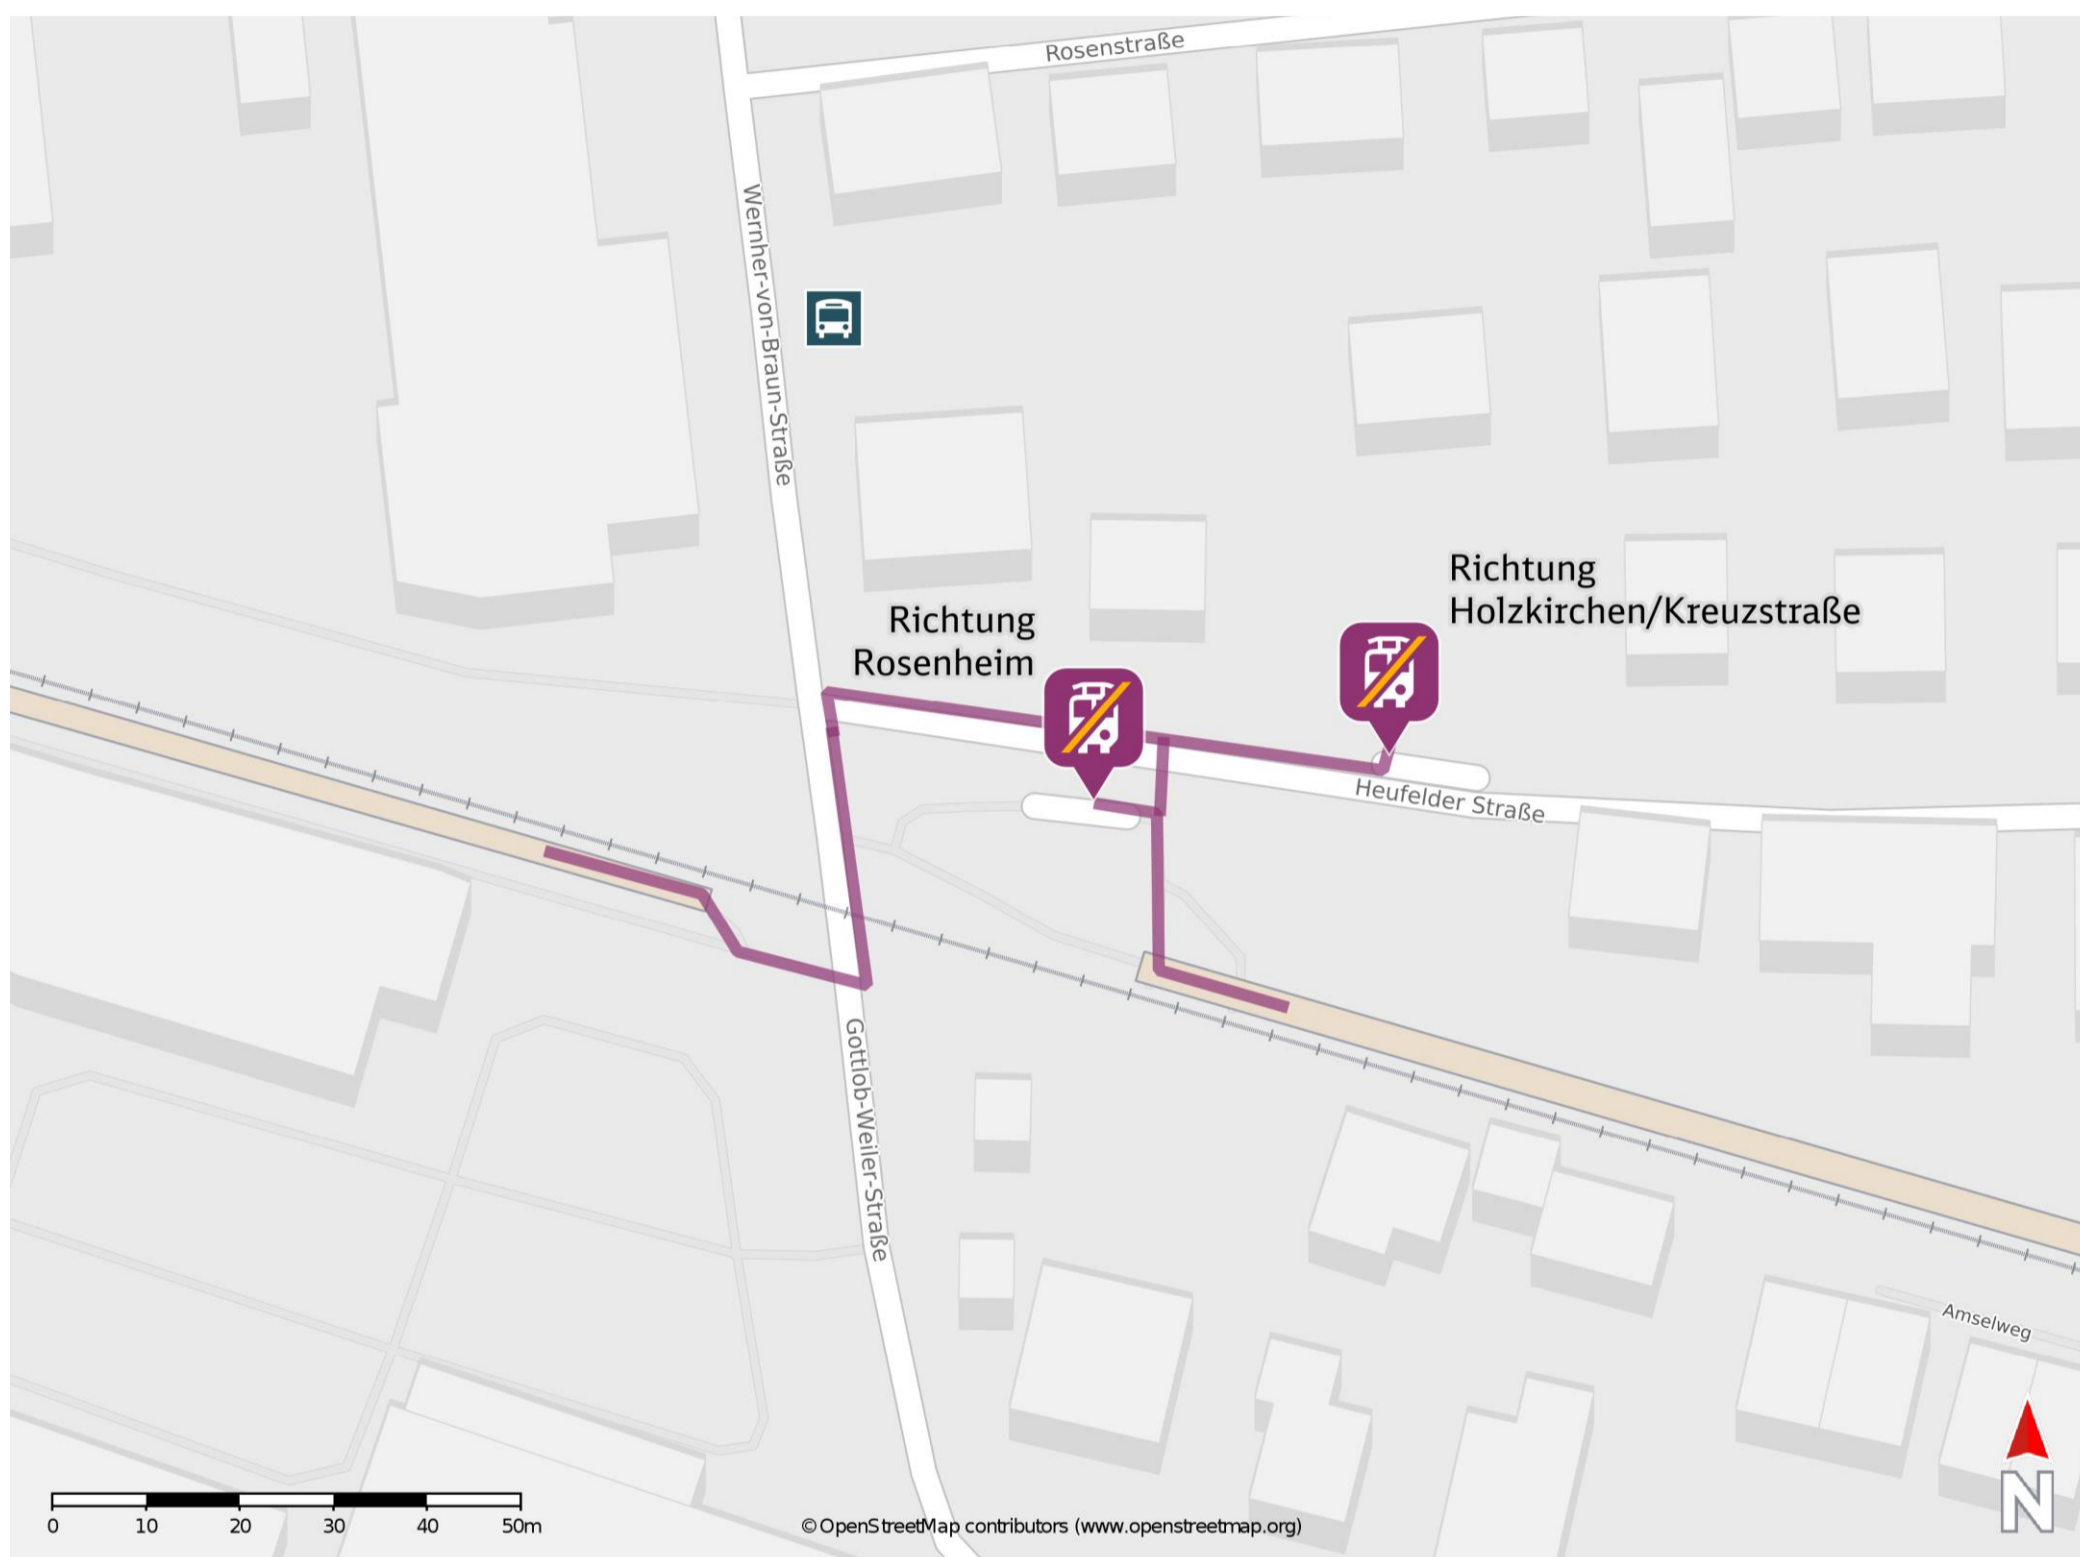 Rosenstraße
Wernher-von-Braun-Straße
Richtung
Holzkirchen/Kreuzstraße
Richtung
Rosenheim
Heufelder Straße
Gottlob-Weiler-Straße
Amselweg
N
0 10 20 30 40 50m
© OpenStreetMap contributors (www.openstreetmap.org)